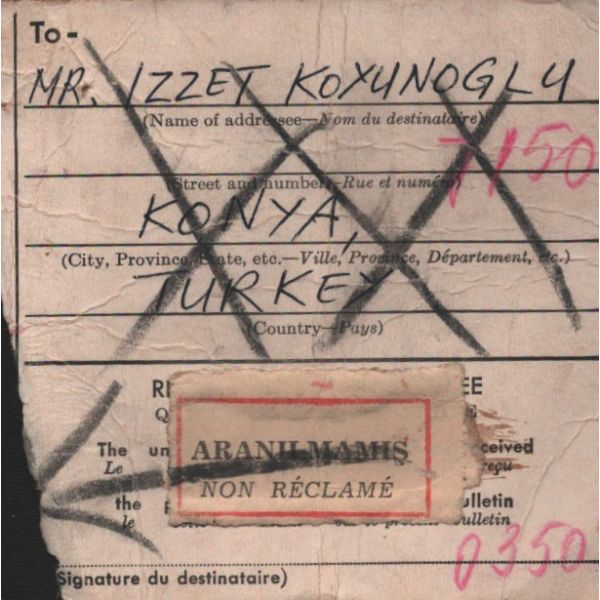 To-
MR. IZZET KOYUNOGLU
(Name of addressee—Nom du destinataire)
7150
(Street and number—Rue et numéro)
KONYA,
(City, Province, State, etc.—Ville, Province, Département, etc.)
TURKEY
(Country—Pays)
The
Le
ARANILMAMIŞ
NON RÉCLAMÉ
reçu
the
le
bulletin
bulletin
0350
Signature du destinataire)